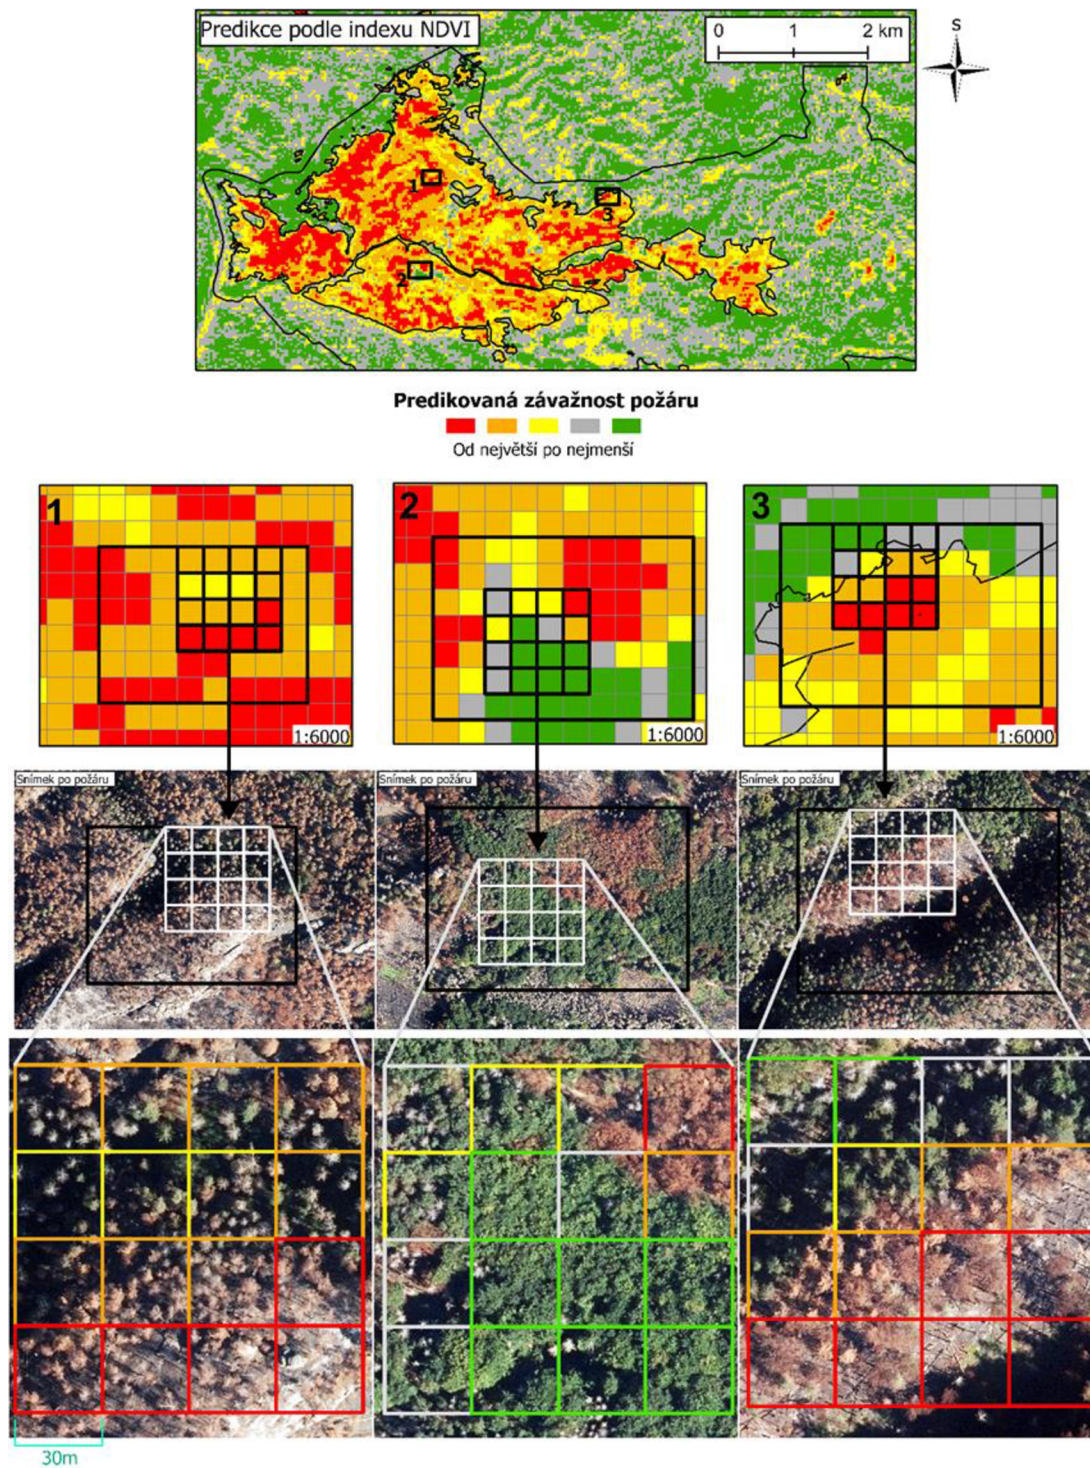 Predikce podle indexu NDVI
0 1 2 km
S
1
3
2
Predikovaná závažnost požáru
Od největší po nejmenší
1
1:6000
2
1:6000
3
1:6000
Snímek po požáru
Snímek po požáru
Snímek po požáru
30m